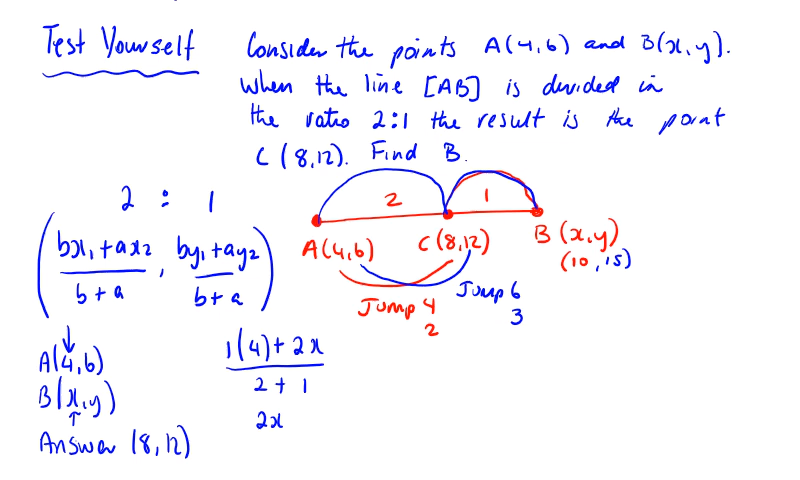 Test Yourself
Consider the points A(4,6) and B(x,y).
When the line [AB] is divided in
the ratio 2:1 the result is the point
C (8,12). Find B.
2 : 1
(bx₁+ax₂ / b+a , by₁+ay₂ / b+a)
2 1
A(4,6) C(8,12) B (x,y)
(10,15)
Jump 4 Jump 6
2 3
A(4,6)
B(x,y)
Answer (8,12)
1(4)+2x
2+1
2x